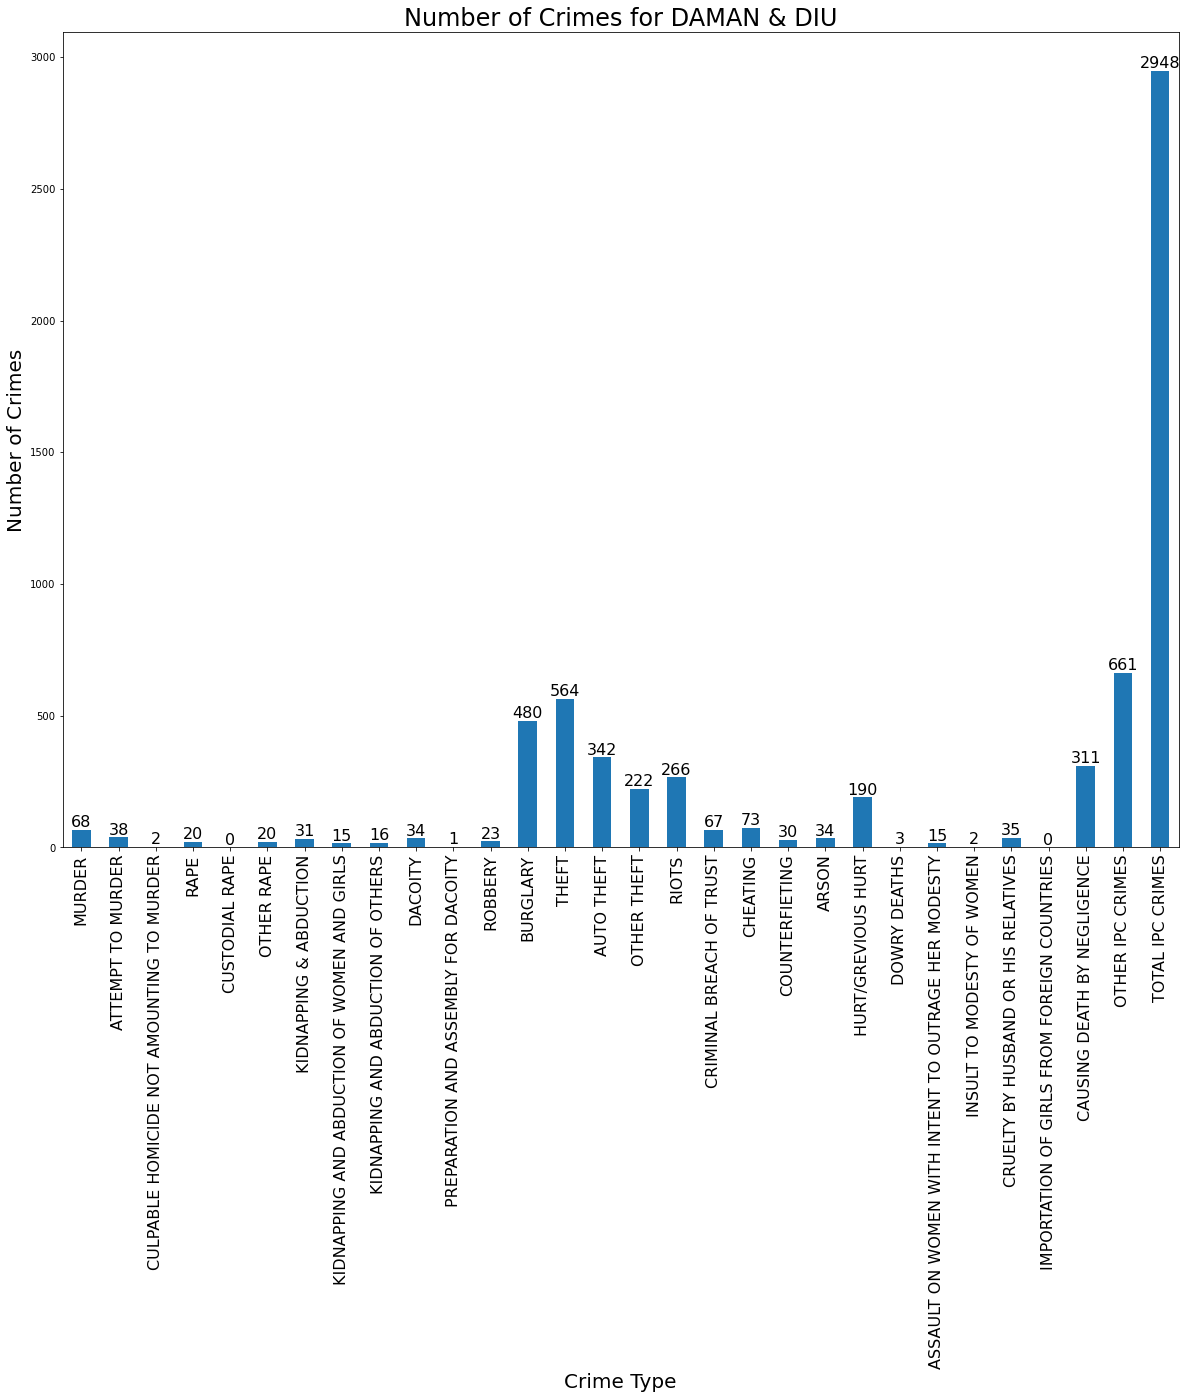 Number of Crimes for DAMAN & DIU
Number of Crimes
3000
2500
2000
1500
1000
500
0
68
38
2
20
0
20
31
15
16
34
1
23
480
564
342
222
266
67
73
30
34
190
3
15
2
35
0
311
661
2948
MURDER
ATTEMPT TO MURDER
CULPABLE HOMICIDE NOT AMOUNTING TO MURDER
RAPE
CUSTODIAL RAPE
OTHER RAPE
KIDNAPPING & ABDUCTION
KIDNAPPING AND ABDUCTION OF WOMEN AND GIRLS
KIDNAPPING AND ABDUCTION OF OTHERS
DACOITY
PREPARATION AND ASSEMBLY FOR DACOITY
ROBBERY
BURGLARY
THEFT
AUTO THEFT
OTHER THEFT
RIOTS
CRIMINAL BREACH OF TRUST
CHEATING
COUNTERFIETING
ARSON
HURT/GREVIOUS HURT
DOWRY DEATHS
ASSAULT ON WOMEN WITH INTENT TO OUTRAGE HER MODESTY
INSULT TO MODESTY OF WOMEN
CRUELTY BY HUSBAND OR HIS RELATIVES
IMPORTATION OF GIRLS FROM FOREIGN COUNTRIES
CAUSING DEATH BY NEGLIGENCE
OTHER IPC CRIMES
TOTAL IPC CRIMES
Crime Type